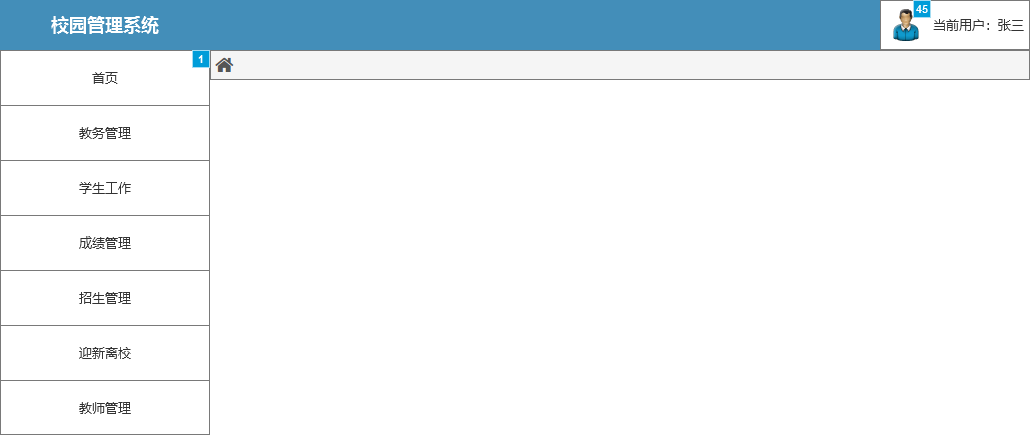 校园管理系统
45
当前用户：张三
1
首页
教务管理
学生工作
成绩管理
招生管理
迎新离校
教师管理